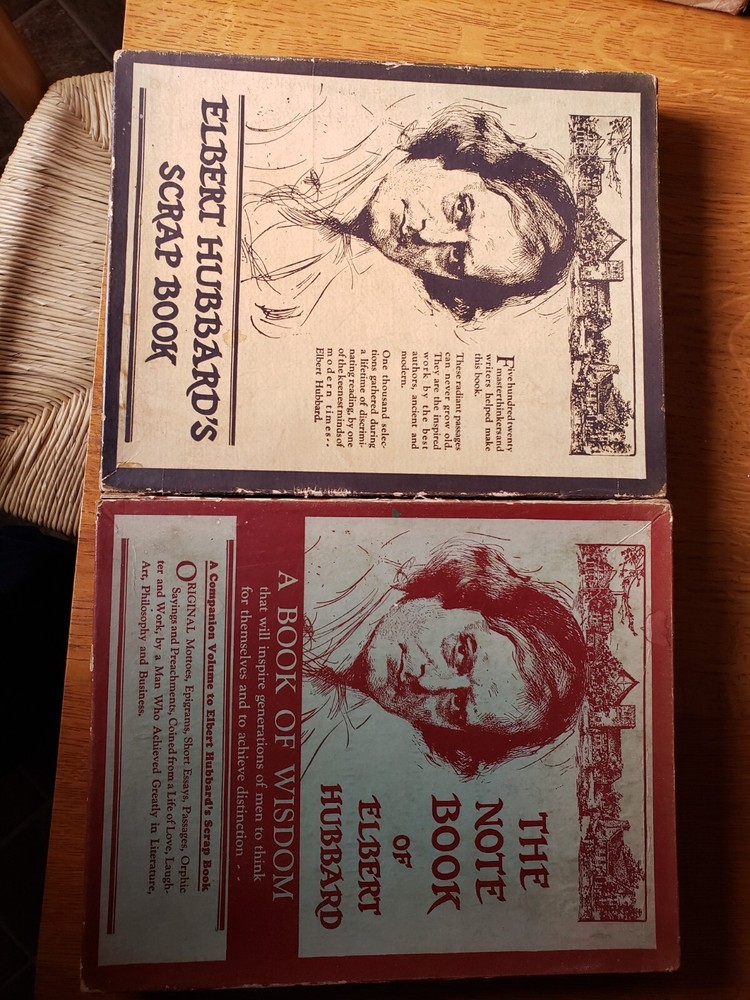 Five hundred twenty
master thinkers and
writers helped make
this book.
These radiant passages
can never grow old.
They are the inspired
work by the best
authors, ancient and
modern.
One thousand selec-
tions gathered during
a lifetime of discrimi-
nating reading, by one
of the keenest minds of
modern times--
Elbert Hubbard.
ELBERT HUBBARD'S
SCRAP BOOK
THE
NOTE
BOOK
OF
ELBERT
HUBBARD
A BOOK OF WISDOM
that will inspire generations of men to think
for themselves and to achieve distinction - -
A Companion Volume to Elbert Hubbard's Scrap Book
ORIGINAL Mottoes, Epigrams, Short Essays, Passages, Orphic
Sayings and Preachments, Coined from a Life of Love, Laugh-
ter and Work, by a Man Who Achieved Greatly in Literature,
Art, Philosophy and Business.